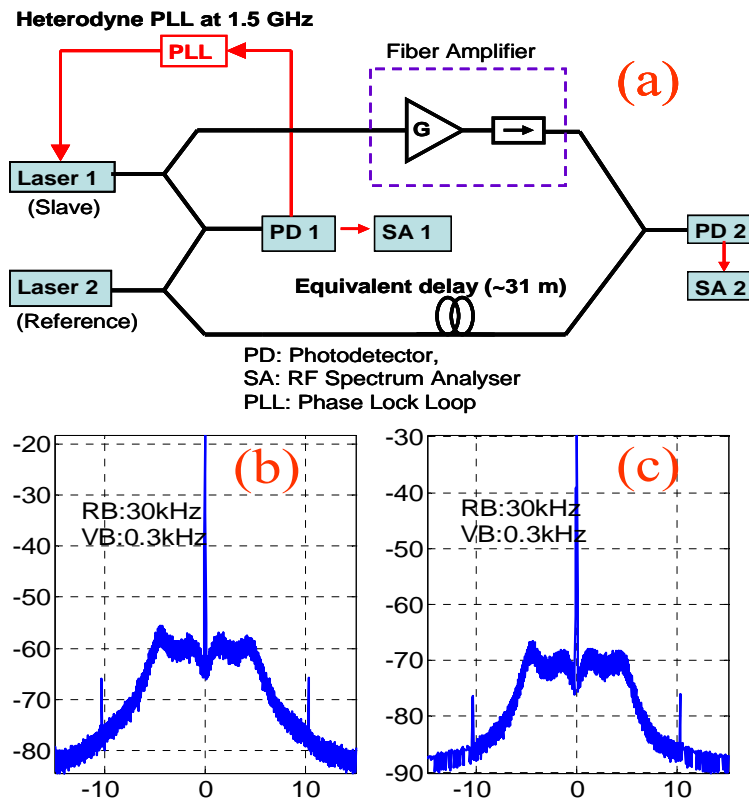 Heterodyne PLL at 1.5 GHz
PLL
Fiber Amplifier
(a)
G
Laser 1
(Slave)
PD 1
SA 1
PD 2
Laser 2
(Reference)
Equivalent delay (~31 m)
SA 2
PD: Photodetector,
SA: RF Spectrum Analyser
PLL: Phase Lock Loop
-20
-30
-40
-50
-60
-70
-80
(b)
RB:30kHz
VB:0.3kHz
-10
0
10
-30
-40
-50
-60
-70
-80
-90
(c)
RB:30kHz
VB:0.3kHz
-10
0
10